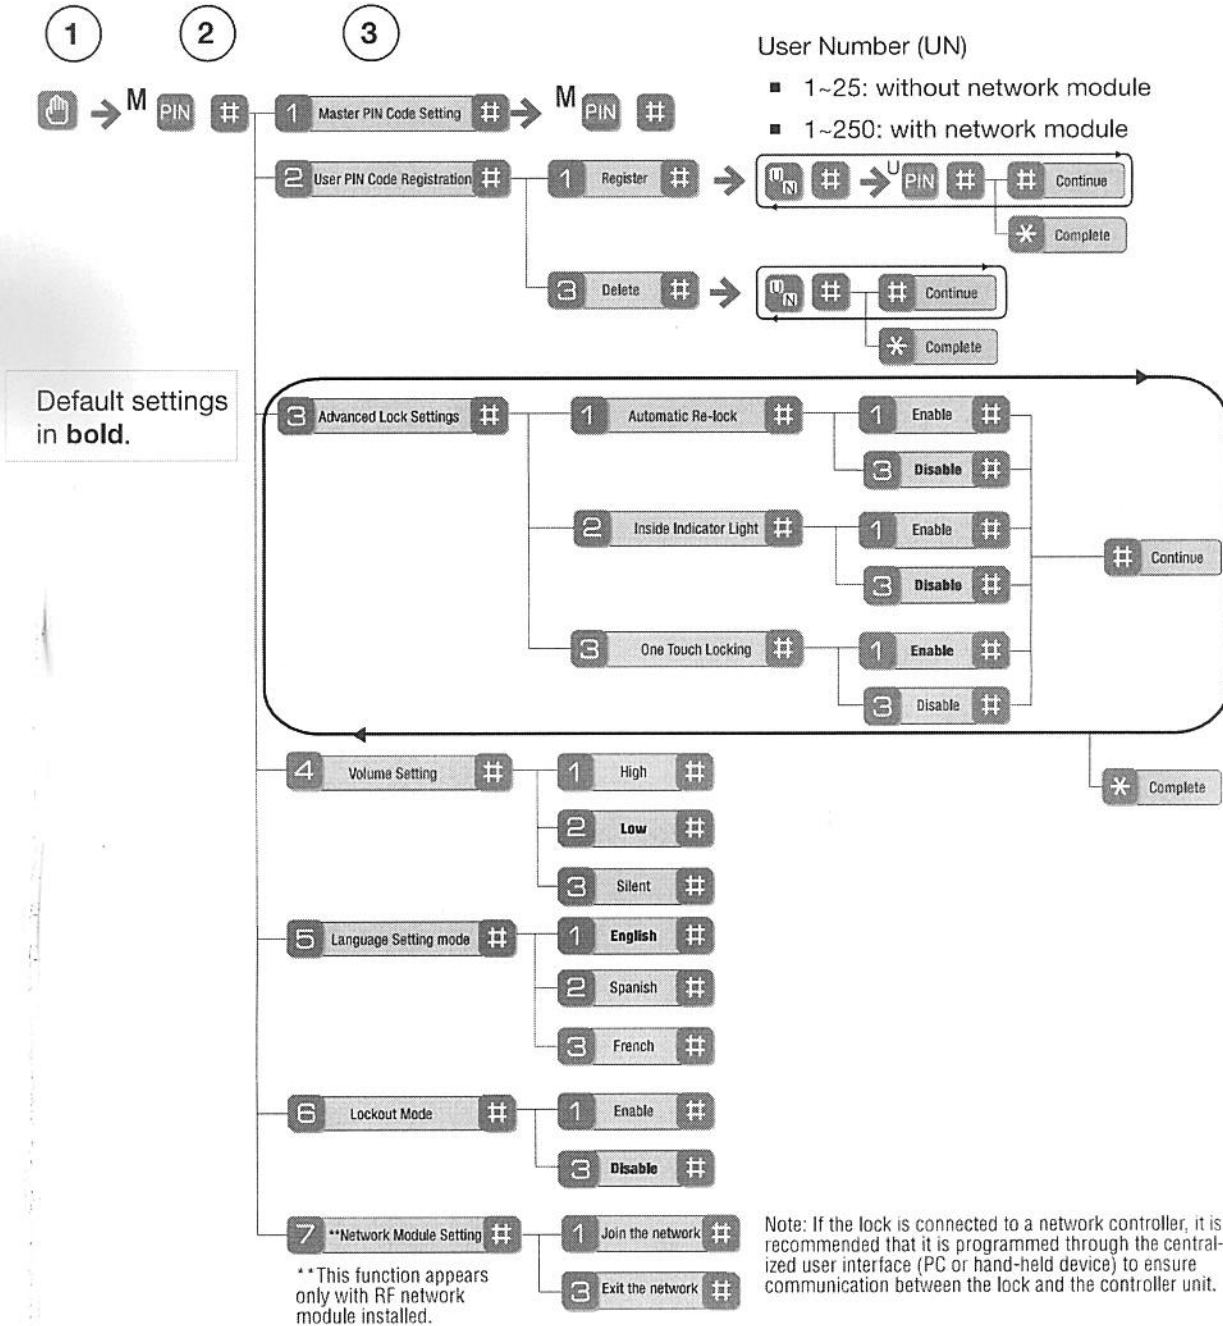 1 2 3
User Number (UN)
■ 1~25: without network module
■ 1~250: with network module
M PIN # 1 Master PIN Code Setting # M PIN #
2 User PIN Code Registration # 1 Register # UN # U PIN # # Continue
* Complete
3 Delete # UN # # Continue
* Complete
Default settings
in bold.
3 Advanced Lock Settings # 1 Automatic Re-lock # 1 Enable #
3 Disable #
2 Inside Indicator Light # 1 Enable #
# Continue
3 Disable #
3 One Touch Locking # 1 Enable #
3 Disable #
4 Volume Setting # 1 High #
* Complete
2 Low #
3 Silent #
5 Language Setting mode # 1 English #
2 Spanish #
3 French #
6 Lockout Mode # 1 Enable #
3 Disable #
7 **Network Module Setting # 1 Join the network #
3 Exit the network #
**This function appears
only with RF network
module installed.
Note: If the lock is connected to a network controller, it is
recommended that it is programmed through the central-
ized user interface (PC or hand-held device) to ensure
communication between the lock and the controller unit.